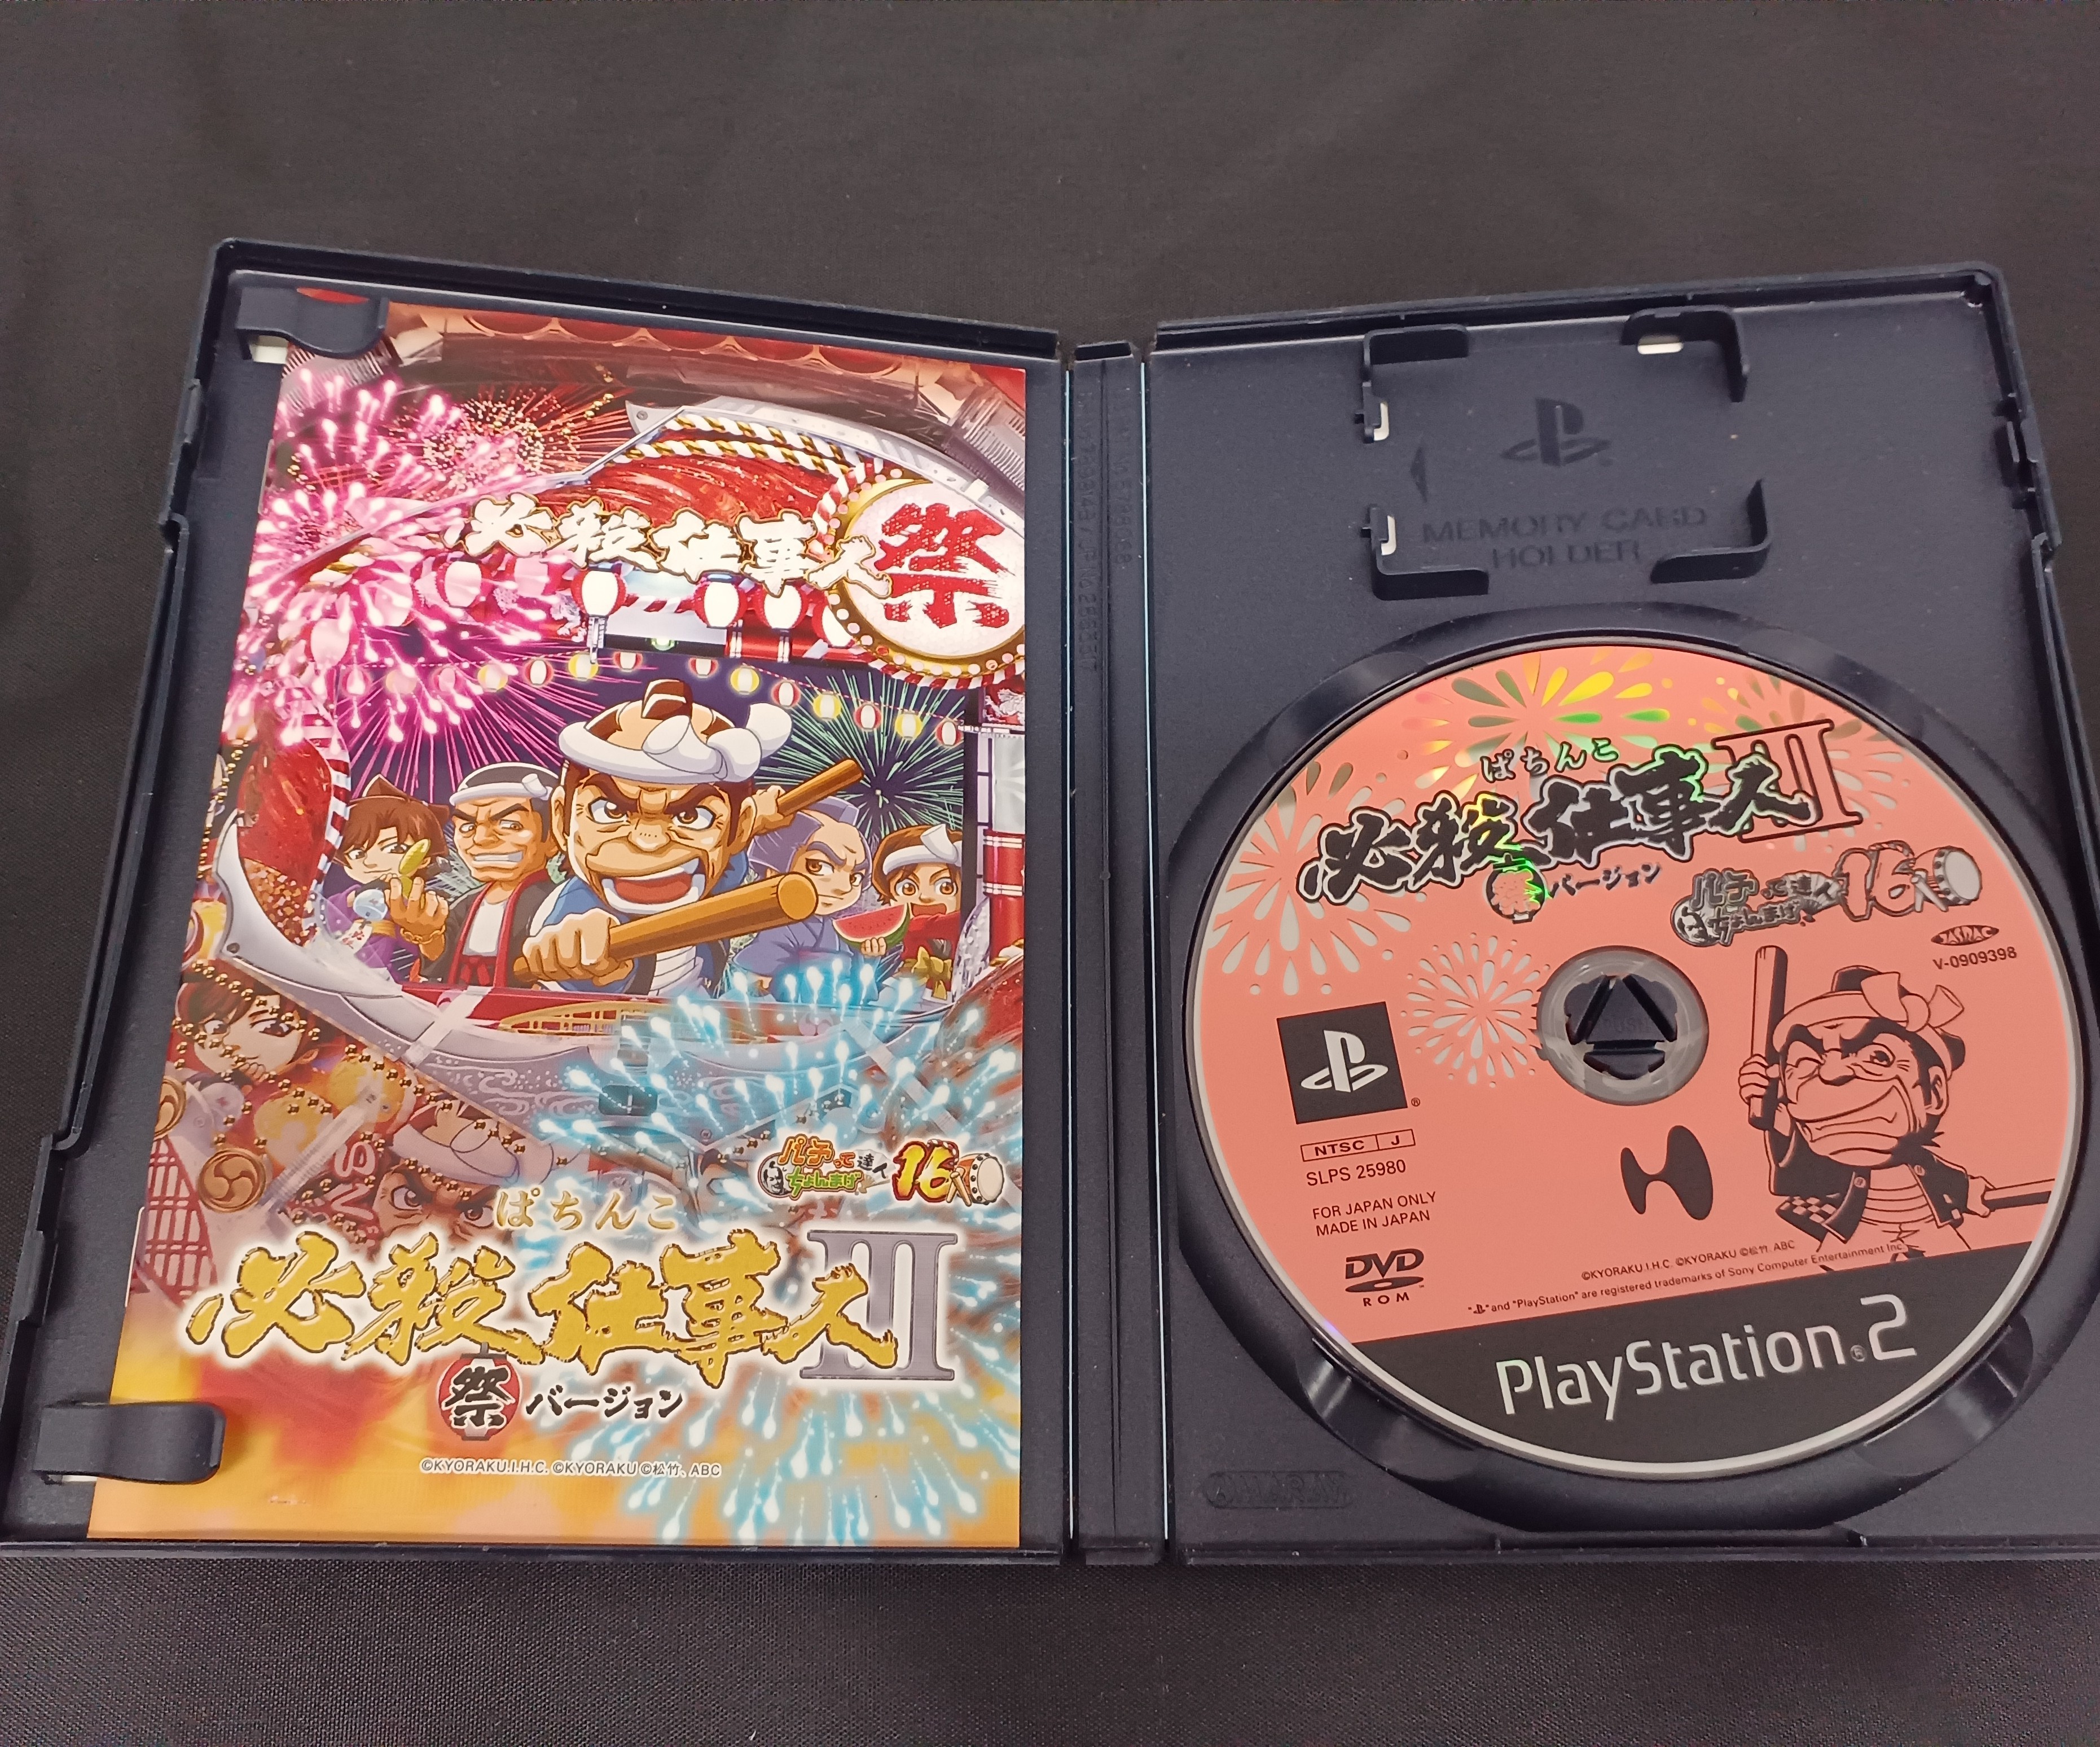 必殺仕事人
祭
パチって
ちょんまげ
達人
16
ぱちんこ
必殺仕事人III
祭バージョン
©KYORAKU.I.H.C. ©KYORAKU ©松竹、ABC
MEMORY CARD
HOLDER
ぱちんこ
必殺仕事人III
祭バージョン
パチって
ちょんまげ
達人
16
JASRAC
V-0909398
PUSH
NTSC J
SLPS 25980
FOR JAPAN ONLY
MADE IN JAPAN
DVD
ROM
©KYORAKU.I.H.C. ©KYORAKU ©松竹、ABC
" " and "PlayStation" are registered trademarks of Sony Computer Entertainment Inc.
PlayStation®2